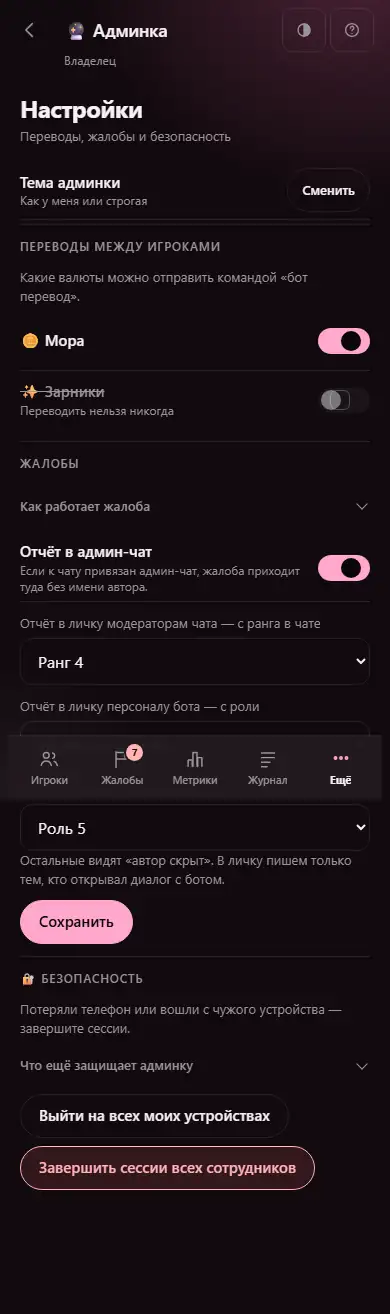 Админка
Владелец
Настройки
Переводы, жалобы и безопасность
Тема админки
Как у меня или строгая
Сменить
ПЕРЕВОДЫ МЕЖДУ ИГРОКАМИ
Какие валюты можно отправить командой «бот
перевод».
Мора
Зарники
Переводить нельзя никогда
ЖАЛОБЫ
Как работает жалоба
Отчёт в админ-чат
Если к чату привязан админ-чат, жалоба приходит
туда без имени автора.
Отчёт в личку модераторам чата — с ранга в чате
Ранг 4
Отчёт в личку персоналу бота — с роли
Игроки
Жалобы
7
Метрики
Журнал
Ещё
Роль 5
Остальные видят «автор скрыт». В личку пишем только
тем, кто открывал диалог с ботом.
Сохранить
БЕЗОПАСНОСТЬ
Потеряли телефон или вошли с чужого устройства —
завершите сессии.
Что ещё защищает админку
Выйти на всех моих устройствах
Завершить сессии всех сотрудников